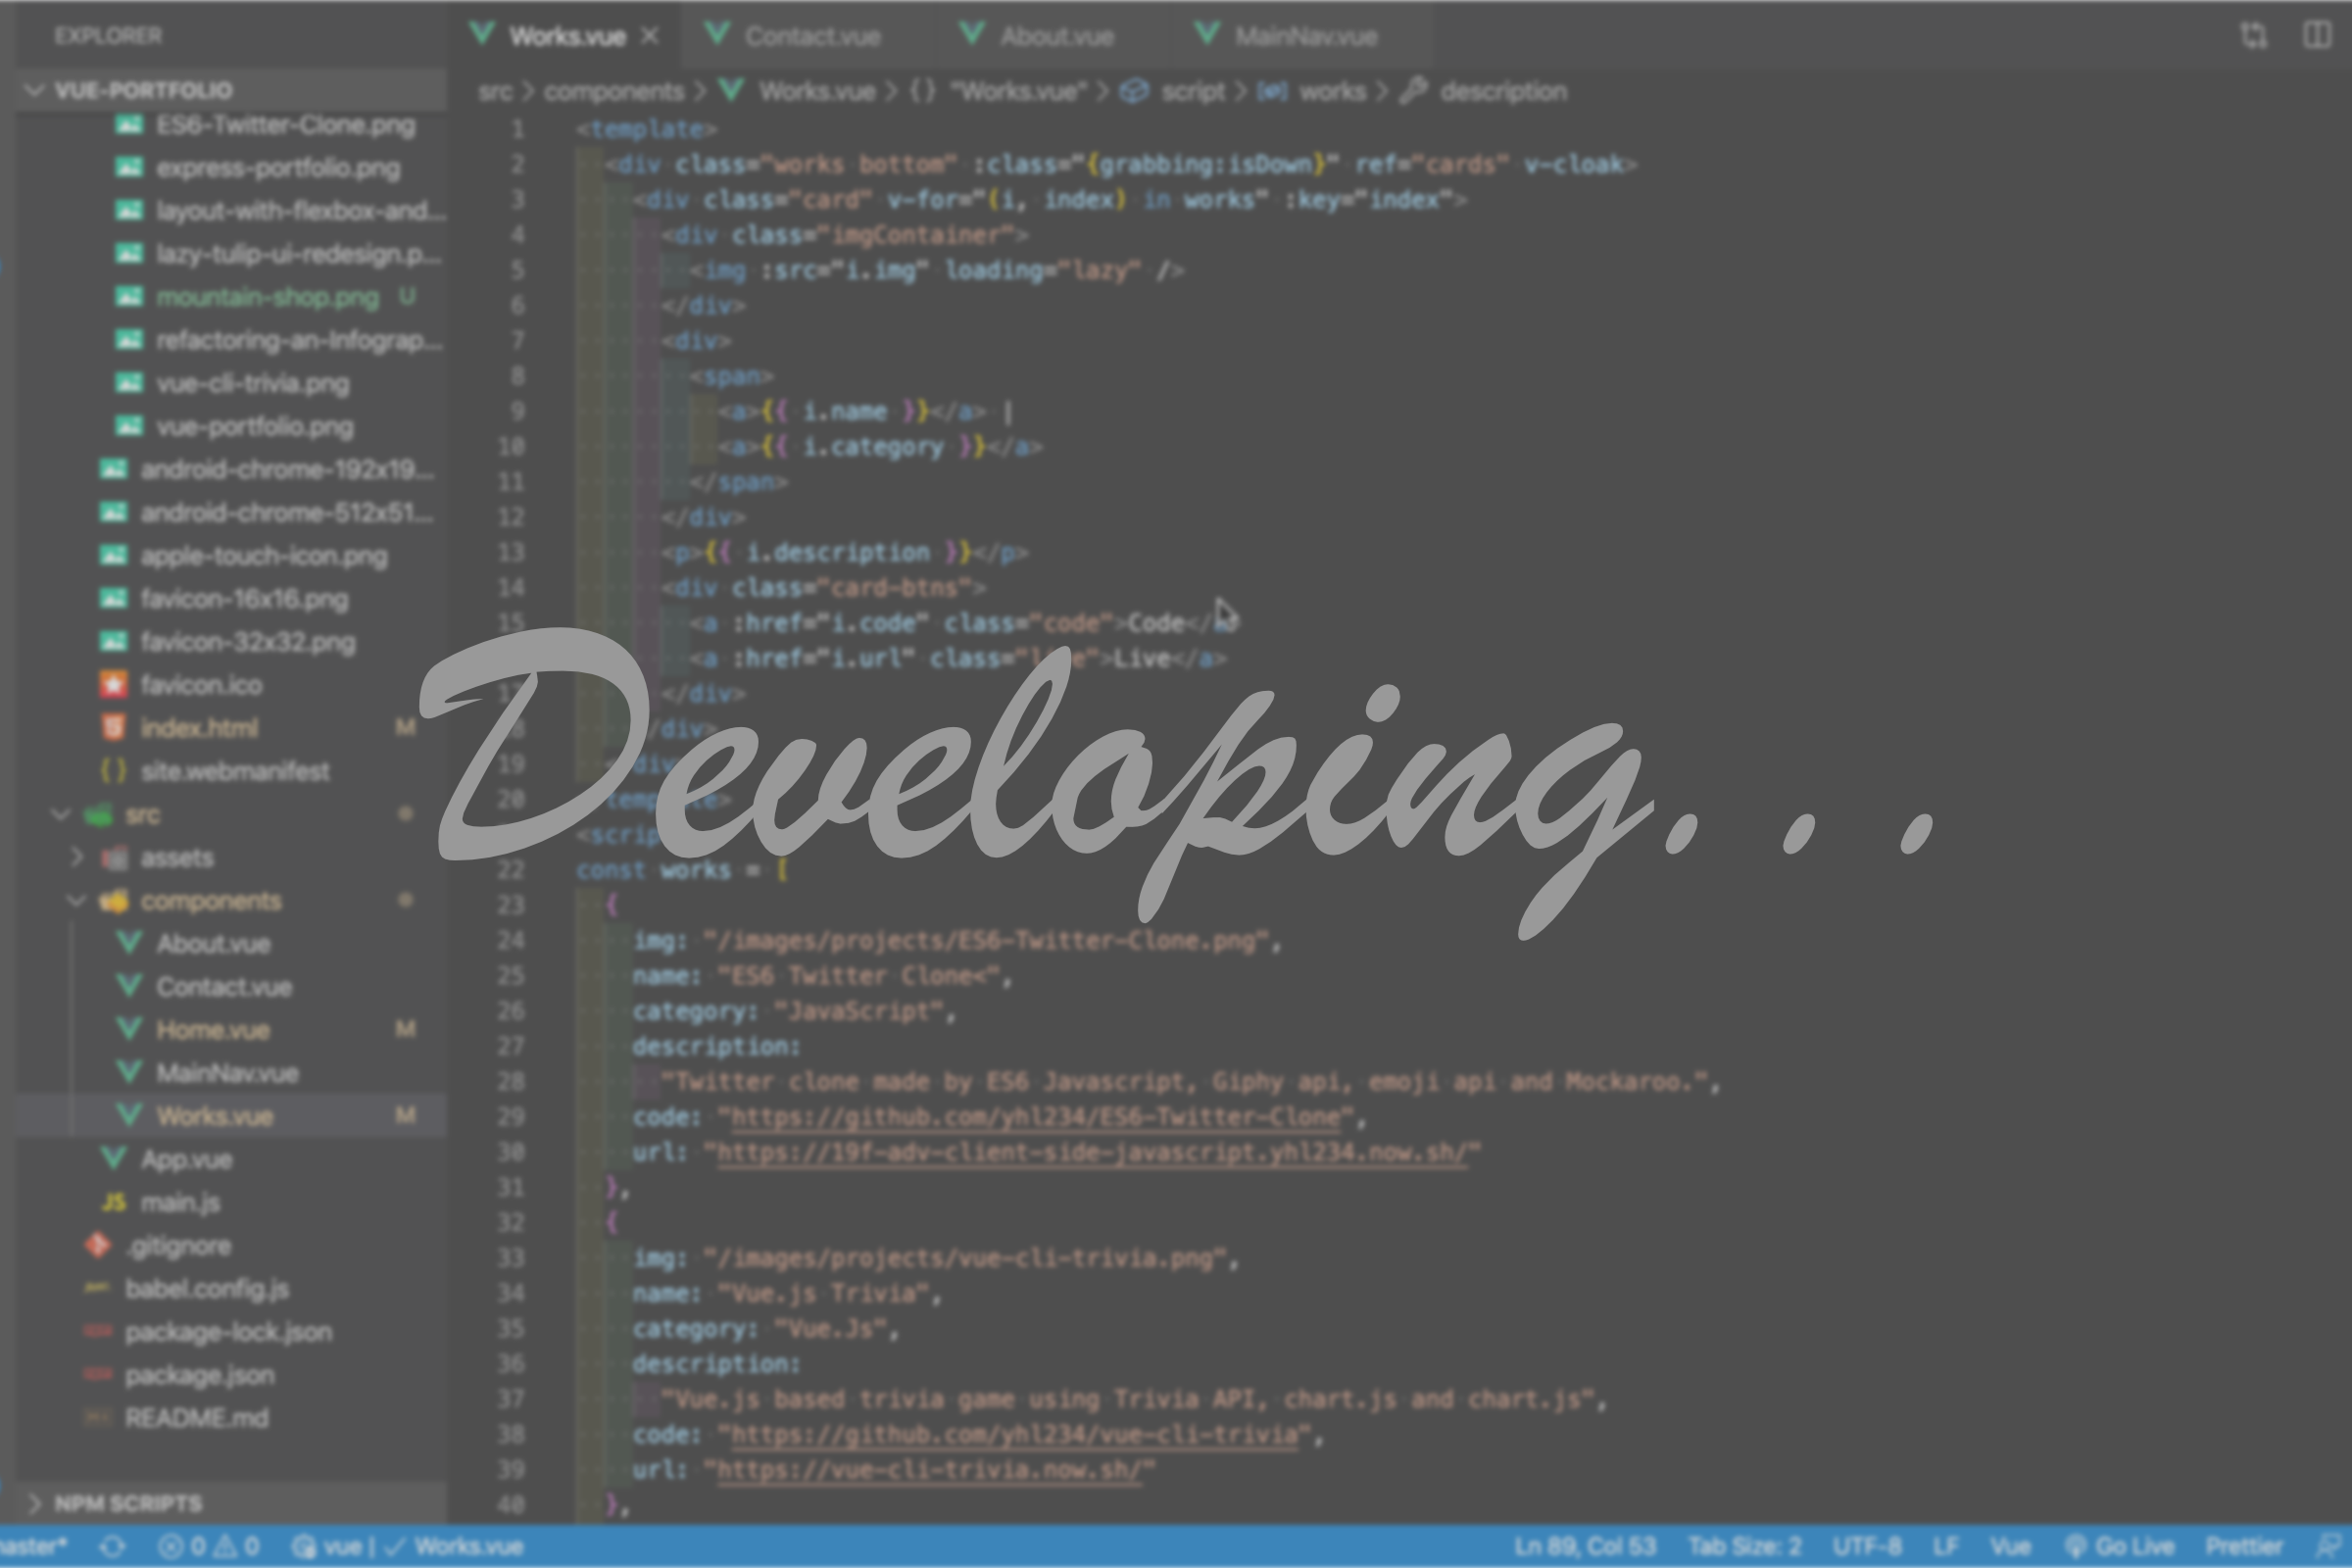 EXPLORER
VUE-PORTFOLIO
ES6-Twitter-Clone.png
express-portfolio.png
layout-with-flexbox-and...
lazy-tulip-ui-redesign.p...
mountain-shop.png U
refactoring-an-Infograp...
vue-cli-trivia.png
vue-portfolio.png
android-chrome-192x19...
android-chrome-512x51...
apple-touch-icon.png
favicon-16x16.png
favicon-32x32.png
favicon.ico
index.html M
site.webmanifest
src
assets
components
About.vue
Contact.vue
Home.vue M
MainNav.vue
Works.vue M
App.vue
JS main.js
.gitignore
babel.config.js
package-lock.json
package.json
README.md
NPM SCRIPTS
Works.vue Contact.vue About.vue MainNav.vue
src > components > Works.vue > {} "Works.vue" > script > works > description
1 <template>
2 <div class="works bottom" :class="{grabbing:isDown}" ref="cards" v-cloak>
3 <div class="card" v-for="(i, index) in works" :key="index">
4 <div class="imgContainer">
5 <img :src="i.img" loading="lazy" />
6 </div>
7 <div>
8 <span>
9 <a>{{ i.name }}</a> |
10 <a>{{ i.category }}</a>
11 </span>
12 </div>
13 <p>{{ i.description }}</p>
14 <div class="card-btns">
15 <a :href="i.code" class="code">Code</a>
<a :href="i.url" class="live">Live</a>
</div>
/div>
19
20
22 const works = [
23 {
24 img: "/images/projects/ES6-Twitter-Clone.png",
25 name: "ES6 Twitter Clone<",
26 category: "JavaScript",
27 description:
28 "Twitter clone made by ES6 Javascript, Giphy api, emoji api and Mockaroo.",
29 code: "https://github.com/yhl234/ES6-Twitter-Clone",
30 url: "https://19f-adv-client-side-javascript.yhl234.now.sh/"
31 },
32 {
33 img: "/images/projects/vue-cli-trivia.png",
34 name: "Vue.js Trivia",
35 category: "Vue.Js",
36 description:
37 "Vue.js based trivia game using Trivia API, chart.js and chart.js",
38 code: "https://github.com/yhl234/vue-cli-trivia",
39 url: "https://vue-cli-trivia.now.sh/"
40 },
Developing...
aster* 0 0 vue | Works.vue Ln 89, Col 53 Tab Size: 2 UTF-8 LF Vue Go Live Prettier